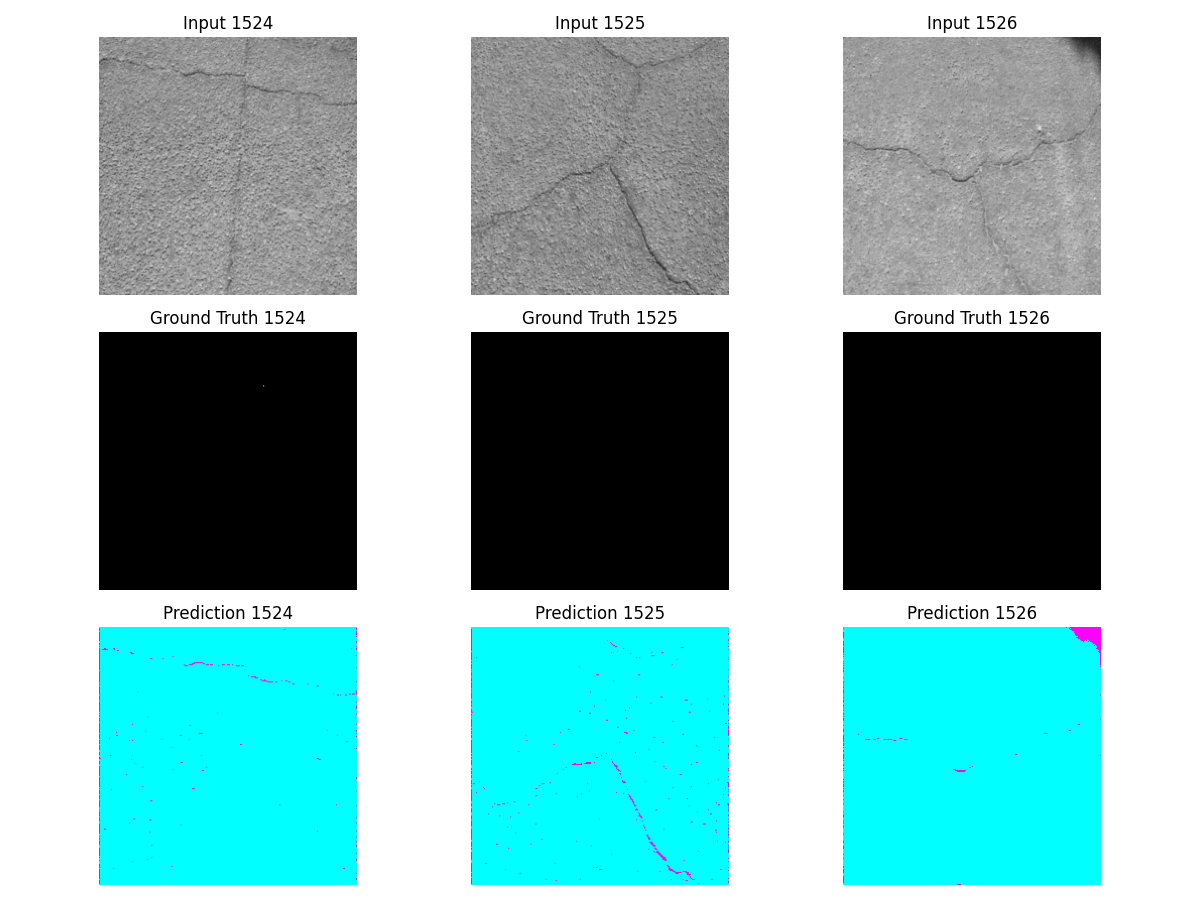 Input 1524
Input 1525
Input 1526
Ground Truth 1524
Ground Truth 1525
Ground Truth 1526
Prediction 1524
Prediction 1525
Prediction 1526